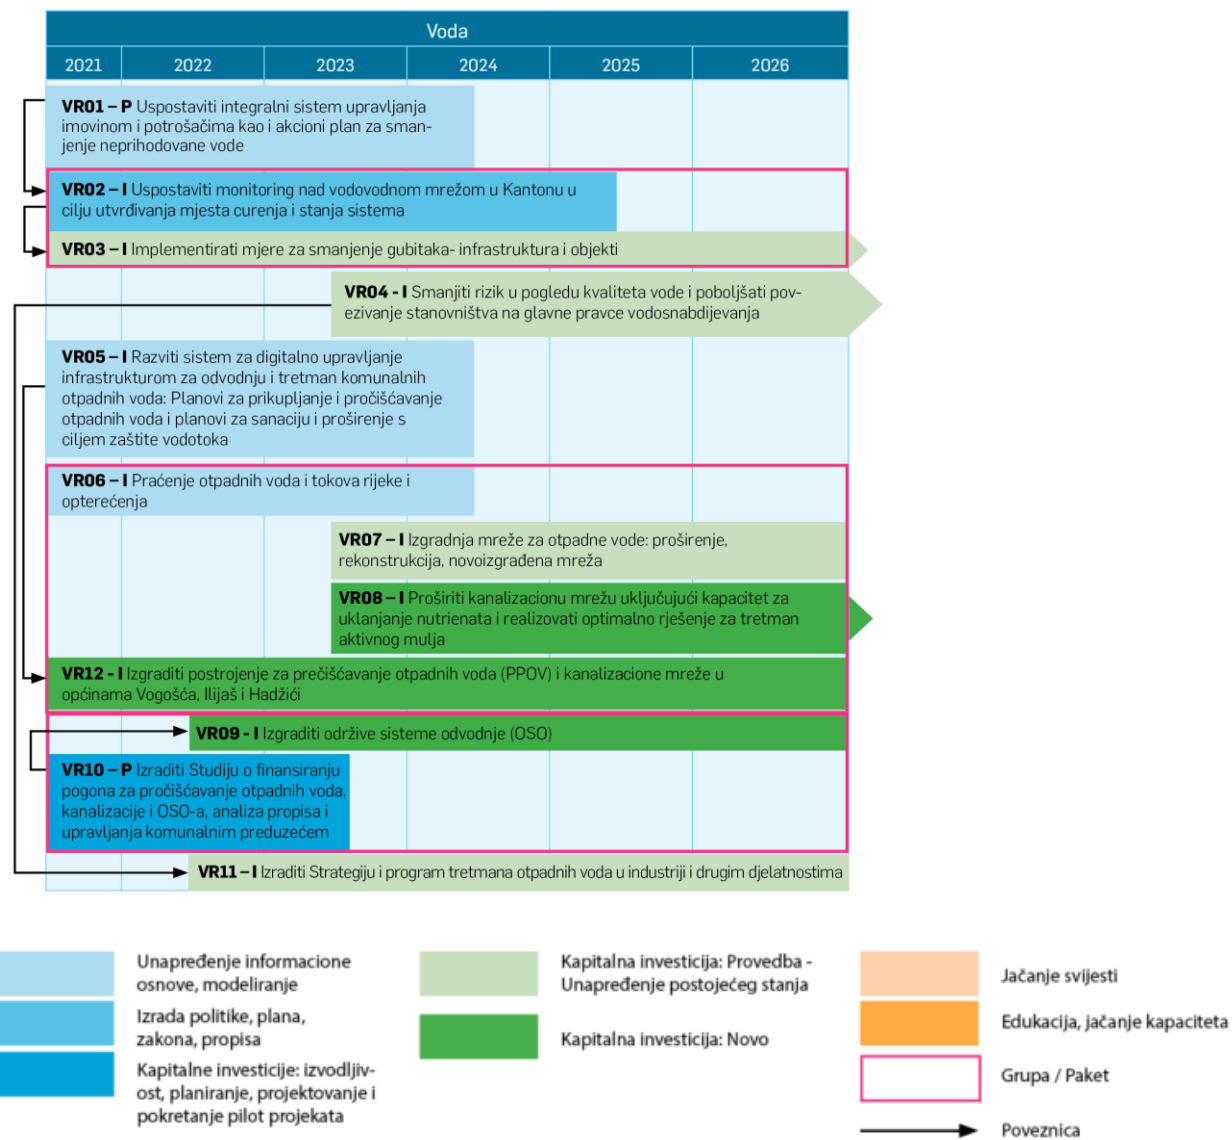 Voda
2021 2022 2023 2024 2025 2026
VR01 – P Uspostaviti integralni sistem upravljanja
imovinom i potrošačima kao i akcioni plan za sman-
jenje neprihodovane vode
VR02 – I Uspostaviti monitoring nad vodovodnom mrežom u Kantonu u
cilju utvrđivanja mjesta curenja i stanja sistema
VR03 – I Implementirati mjere za smanjenje gubitaka- infrastruktura i objekti
VR04 - I Smanjiti rizik u pogledu kvaliteta vode i poboljšati pov-
ezivanje stanovništva na glavne pravce vodosnabdijevanja
VR05 – I Razviti sistem za digitalno upravljanje
infrastrukturom za odvodnju i tretman komunalnih
otpadnih voda: Planovi za prikupljanje i pročišćavanje
otpadnih voda i planovi za sanaciju i proširenje s
ciljem zaštite vodotoka
VR06 – I Praćenje otpadnih voda i tokova rijeke i
opterećenja
VR07 – I Izgradnja mreže za otpadne vode: proširenje,
rekonstrukcija, novoizgrađena mreža
VR08 – I Proširiti kanalizacionu mrežu uključujući kapacitet za
uklanjanje nutrienata i realizovati optimalno rješenje za tretman
aktivnog mulja
VR12 - I Izgraditi postrojenje za prečišćavanje otpadnih voda (PPOV) i kanalizacione mreže u
općinama Vogošća, Ilijaš i Hadžići
VR09 - I Izgraditi održive sisteme odvodnje (OSO)
VR10 – P Izraditi Studiju o finansiranju
pogona za pročišćavanje otpadnih voda,
kanalizacije i OSO-a, analiza propisa i
upravljanja komunalnim preduzećem
VR11 – I Izraditi Strategiju i program tretmana otpadnih voda u industriji i drugim djelatnostima
Unapređenje informacione
osnove, modeliranje
Izrada politike, plana,
zakona, propisa
Kapitalne investicije: izvodljiv-
ost, planiranje, projektovanje i
pokretanje pilot projekata
Kapitalna investicija: Provedba -
Unapređenje postojećeg stanja
Kapitalna investicija: Novo
Jačanje svijesti
Edukacija, jačanje kapaciteta
Grupa / Paket
Poveznica